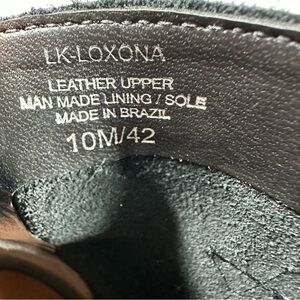 LK-LOXONA
LEATHER UPPER
MAN MADE LINING / SOLE
MADE IN BRAZIL
10M/42